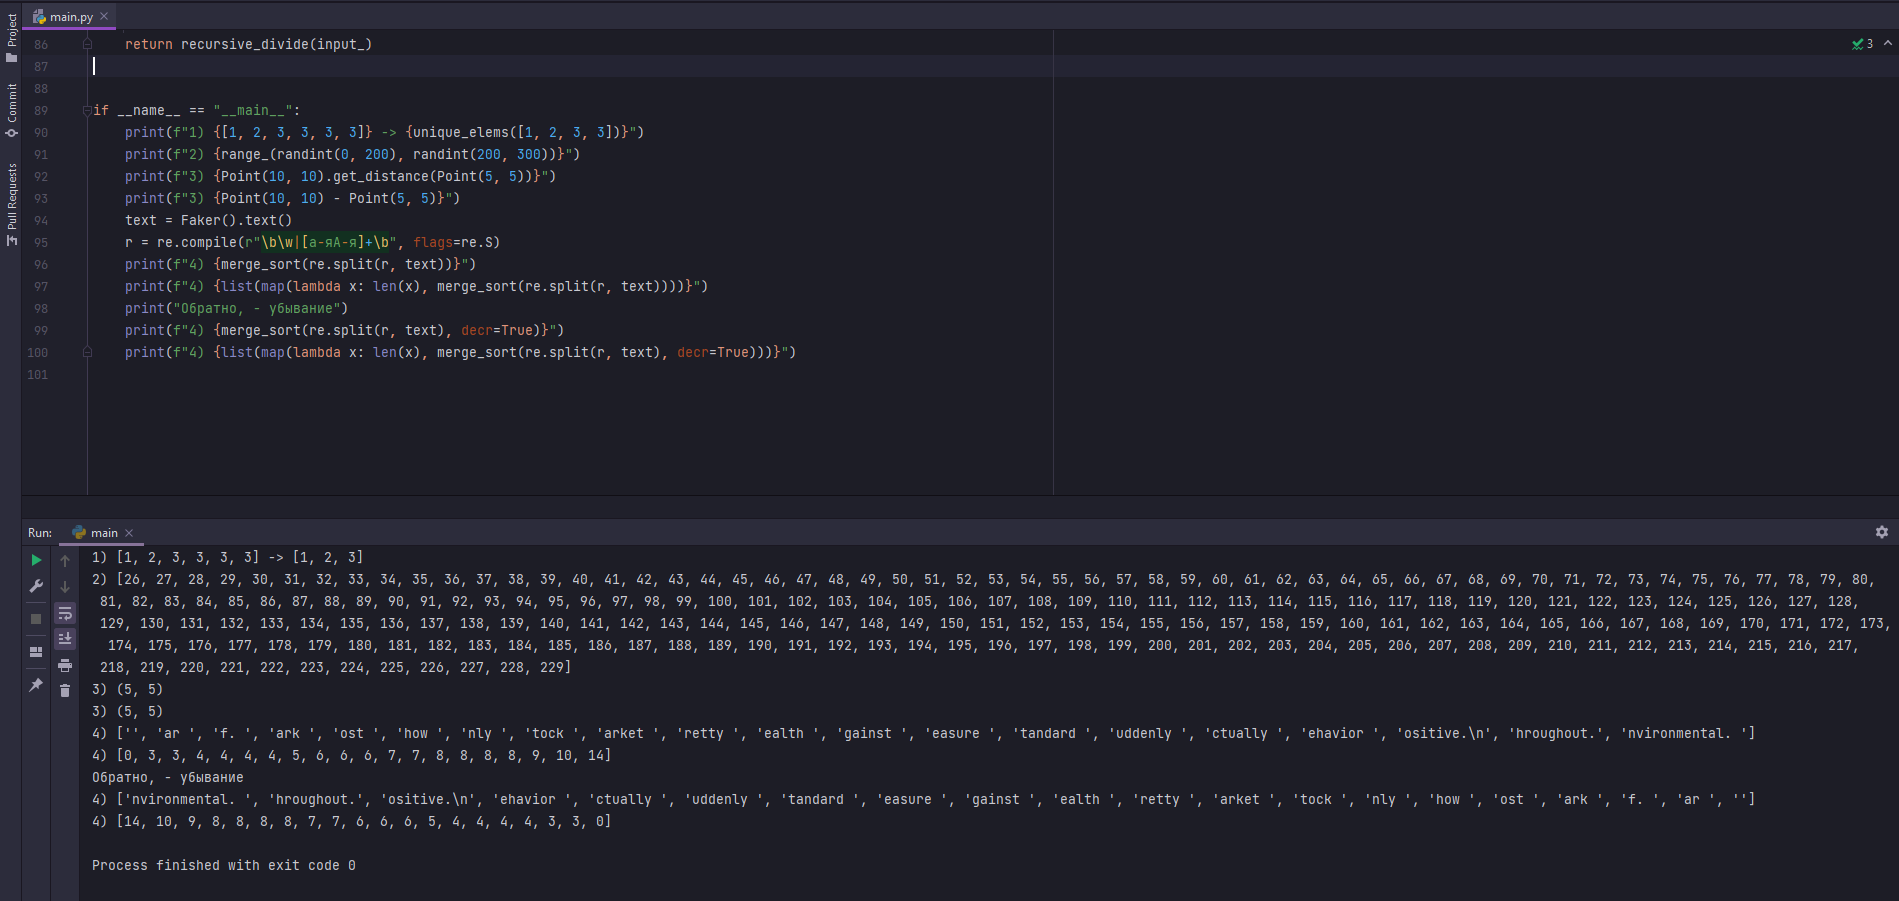 main.py
Project
Commit
Pull Requests
3
86 return recursive_divide(input_)
87
88
89 if __name__ == "__main__":
90 print(f"1) {[1, 2, 3, 3, 3, 3]} -> {unique_elems([1, 2, 3, 3])}")
91 print(f"2) {range_(randint(0, 200), randint(200, 300))}")
92 print(f"3) {Point(10, 10).get_distance(Point(5, 5))}")
93 print(f"3) {Point(10, 10) - Point(5, 5)}")
94 text = Faker().text()
95 r = re.compile(r"\b\w|[а-яА-я]+\b", flags=re.S)
96 print(f"4) {merge_sort(re.split(r, text))}")
97 print(f"4) {list(map(lambda x: len(x), merge_sort(re.split(r, text))))}")
98 print("Обратно, - убывание")
99 print(f"4) {merge_sort(re.split(r, text), decr=True)}")
100 print(f"4) {list(map(lambda x: len(x), merge_sort(re.split(r, text), decr=True)))}")
101
Run: main
1) [1, 2, 3, 3, 3, 3] -> [1, 2, 3]
2) [26, 27, 28, 29, 30, 31, 32, 33, 34, 35, 36, 37, 38, 39, 40, 41, 42, 43, 44, 45, 46, 47, 48, 49, 50, 51, 52, 53, 54, 55, 56, 57, 58, 59, 60, 61, 62, 63, 64, 65, 66, 67, 68, 69, 70, 71, 72, 73, 74, 75, 76, 77, 78, 79, 80,
81, 82, 83, 84, 85, 86, 87, 88, 89, 90, 91, 92, 93, 94, 95, 96, 97, 98, 99, 100, 101, 102, 103, 104, 105, 106, 107, 108, 109, 110, 111, 112, 113, 114, 115, 116, 117, 118, 119, 120, 121, 122, 123, 124, 125, 126, 127, 128,
129, 130, 131, 132, 133, 134, 135, 136, 137, 138, 139, 140, 141, 142, 143, 144, 145, 146, 147, 148, 149, 150, 151, 152, 153, 154, 155, 156, 157, 158, 159, 160, 161, 162, 163, 164, 165, 166, 167, 168, 169, 170, 171, 172, 173,
174, 175, 176, 177, 178, 179, 180, 181, 182, 183, 184, 185, 186, 187, 188, 189, 190, 191, 192, 193, 194, 195, 196, 197, 198, 199, 200, 201, 202, 203, 204, 205, 206, 207, 208, 209, 210, 211, 212, 213, 214, 215, 216, 217,
218, 219, 220, 221, 222, 223, 224, 225, 226, 227, 228, 229]
3) (5, 5)
3) (5, 5)
4) ['', 'ar ', 'f. ', 'ark ', 'ost ', 'how ', 'nly ', 'tock ', 'arket ', 'retty ', 'ealth ', 'gainst ', 'easure ', 'tandard ', 'uddenly ', 'ctually ', 'ehavior ', 'ositive.\n', 'hroughout.', 'nvironmental. ']
4) [0, 3, 3, 4, 4, 4, 4, 5, 6, 6, 6, 7, 7, 8, 8, 8, 8, 9, 10, 14]
Обратно, - убывание
4) ['nvironmental. ', 'hroughout.', 'ositive.\n', 'ehavior ', 'ctually ', 'uddenly ', 'tandard ', 'easure ', 'gainst ', 'ealth ', 'retty ', 'arket ', 'tock ', 'nly ', 'how ', 'ost ', 'ark ', 'f. ', 'ar ', '']
4) [14, 10, 9, 8, 8, 8, 8, 7, 7, 6, 6, 6, 5, 4, 4, 4, 4, 3, 3, 0]
Process finished with exit code 0